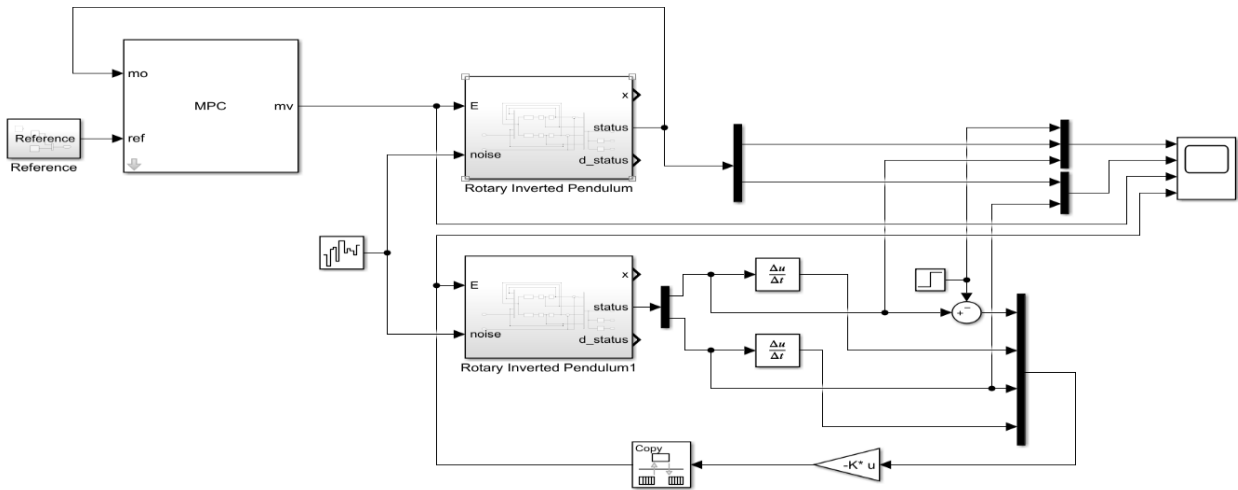 mo
MPC
mv
ref
Reference
Reference
E
noise
x
status
d_status
Rotary Inverted Pendulum
E
noise
x
status
d_status
Rotary Inverted Pendulum1
Δu
Δt
Δu
Δt
+
−
Copy
-K* u